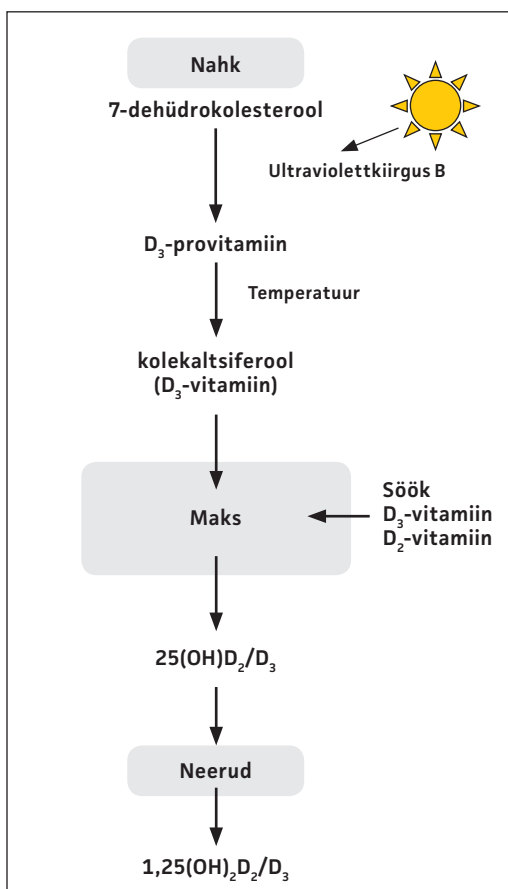 Nahk
7-dehüdrokolesterool
Ultraviolettkiirgus B
D₃-provitamiin
Temperatuur
kolekaltsiferool
(D₃-vitamiin)
Maks
Söök
D₃-vitamiin
D₂-vitamiin
25(OH)D₂/D₃
Neerud
1,25(OH)₂D₂/D₃